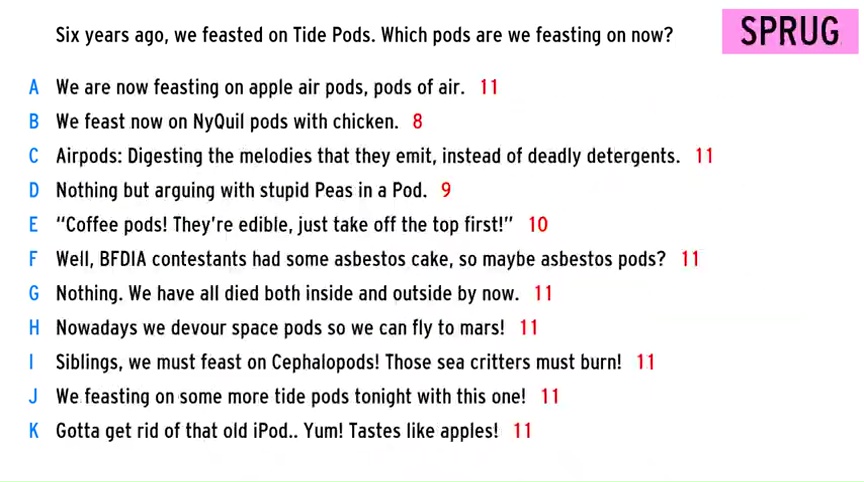 Six years ago, we feasted on Tide Pods. Which pods are we feasting on now?
SPRUG
A We are now feasting on apple air pods, pods of air. 11
B We feast now on NyQuil pods with chicken. 8
C Airpods: Digesting the melodies that they emit, instead of deadly detergents. 11
D Nothing but arguing with stupid Peas in a Pod. 9
E “Coffee pods! They’re edible, just take off the top first!” 10
F Well, BFDIA contestants had some asbestos cake, so maybe asbestos pods? 11
G Nothing. We have all died both inside and outside by now. 11
H Nowadays we devour space pods so we can fly to mars! 11
I Siblings, we must feast on Cephalopods! Those sea critters must burn! 11
J We feasting on some more tide pods tonight with this one! 11
K Gotta get rid of that old iPod.. Yum! Tastes like apples! 11